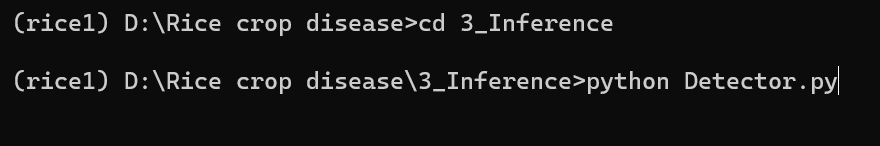 (rice1) D:\Rice crop disease>cd 3_Inference
(rice1) D:\Rice crop disease\3_Inference>python Detector.py